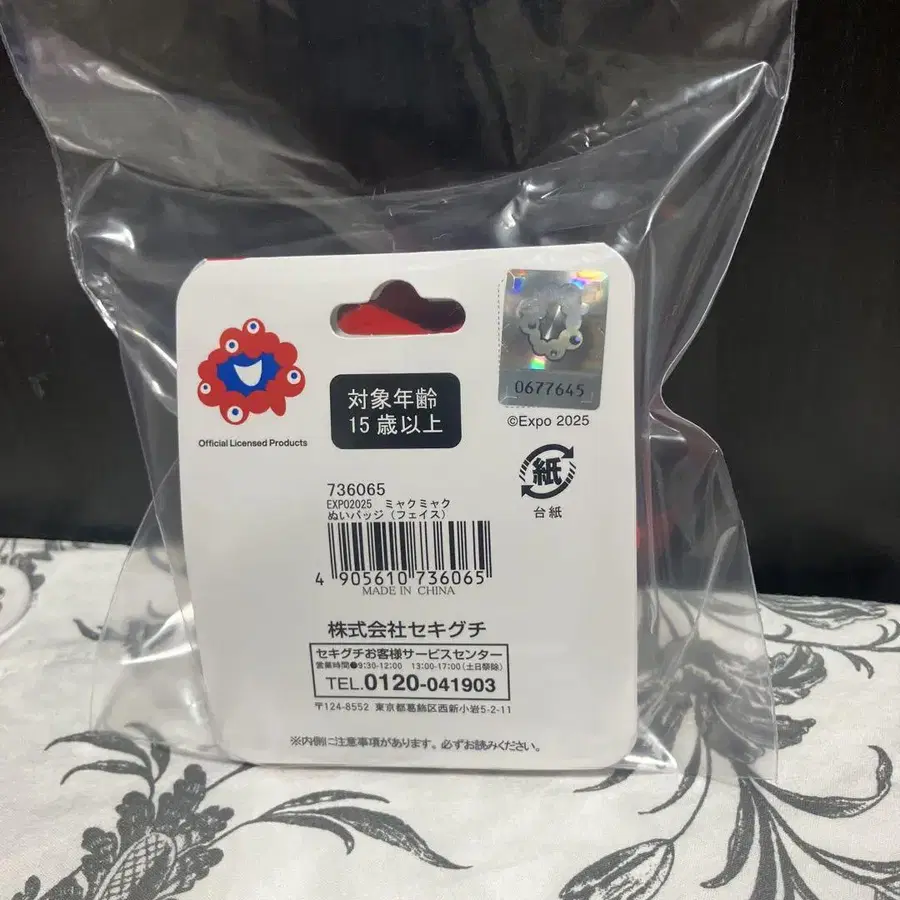 Official Licensed Products
対象年齢
15歳以上
0677645
©Expo 2025
紙
台紙
736065
EXPO2025 ミャクミャク
ぬいバッジ（フェイス）
4 905610 736065
MADE IN CHINA
株式会社セキグチ
セキグチお客様サービスセンター
営業時間●9:30-12:00 13:00-17:00(土日祭除)
TEL.0120-041903
〒124-8552 東京都葛飾区西新小岩5-2-11
※内側に注意事項があります。必ずお読みください。